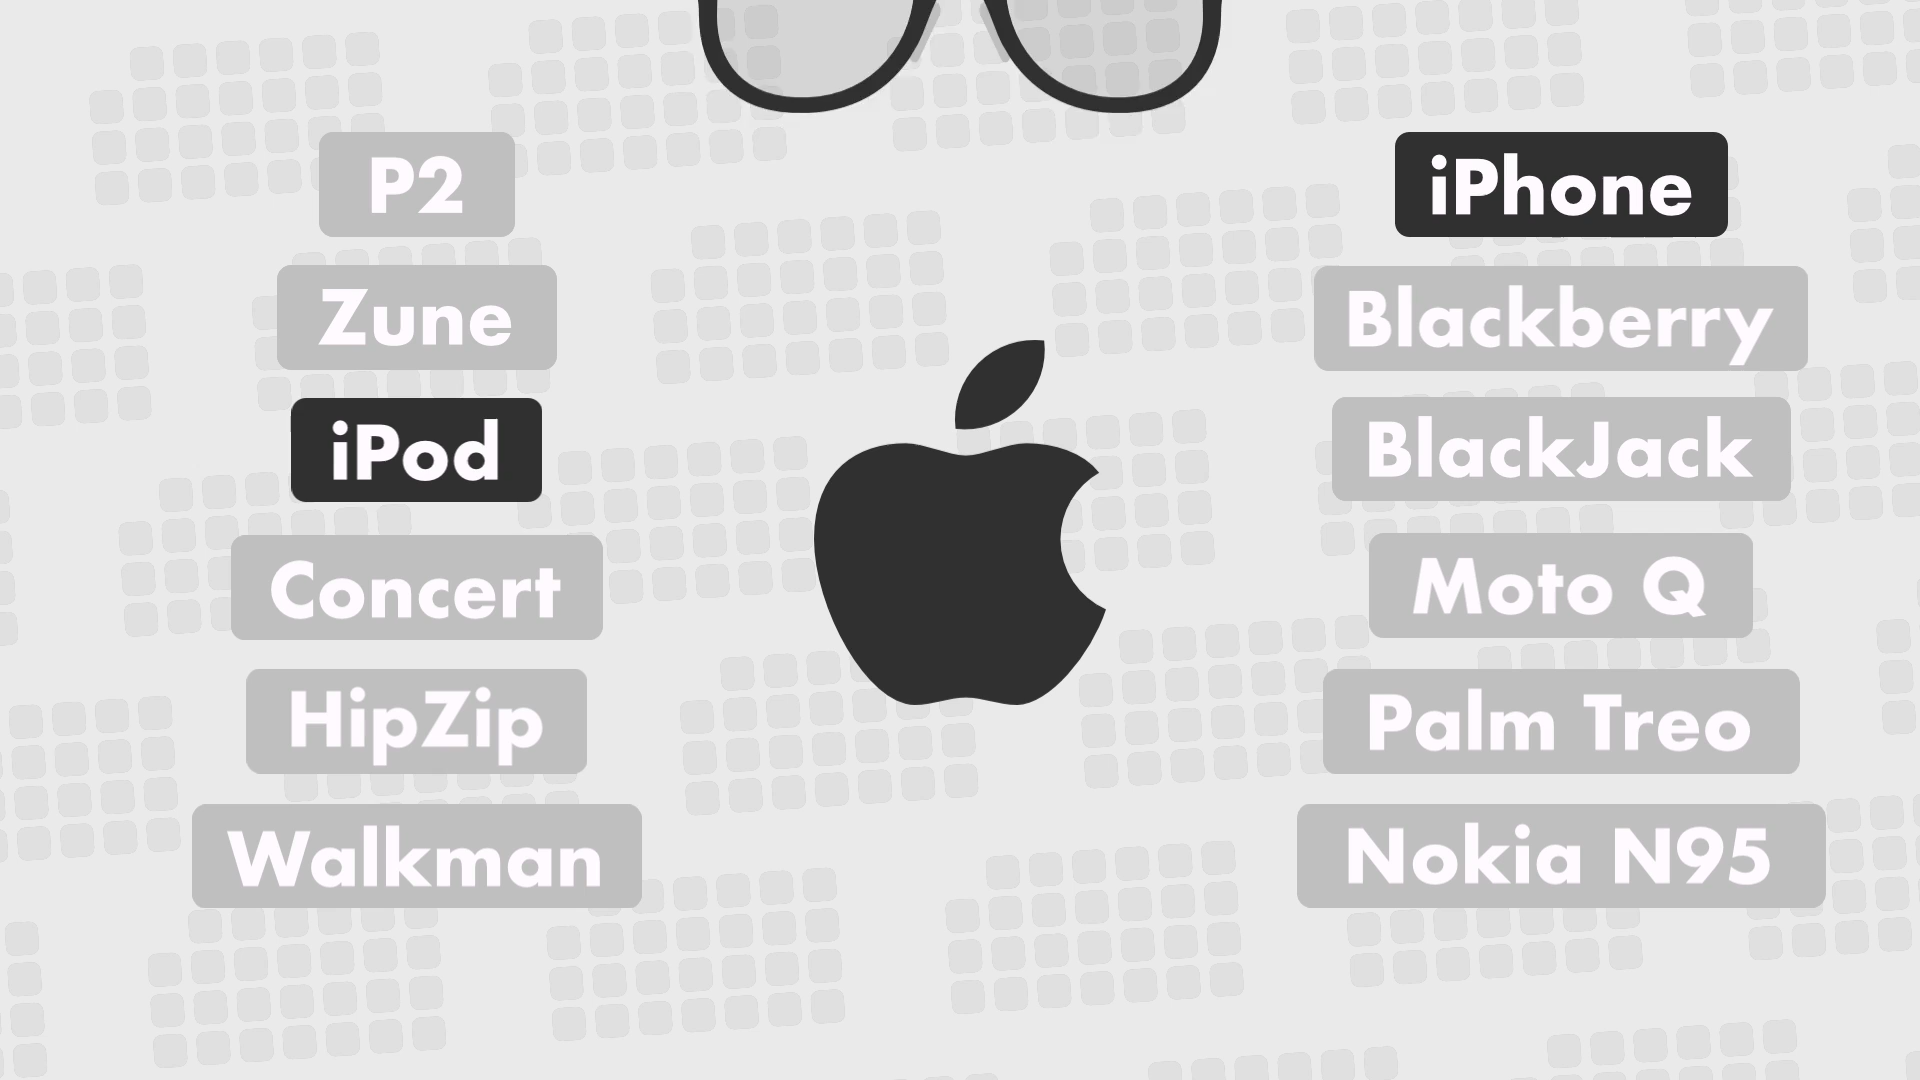 P2
Zune
iPod
Concert
HipZip
Walkman
iPhone
Blackberry
BlackJack
Moto Q
Palm Treo
Nokia N95